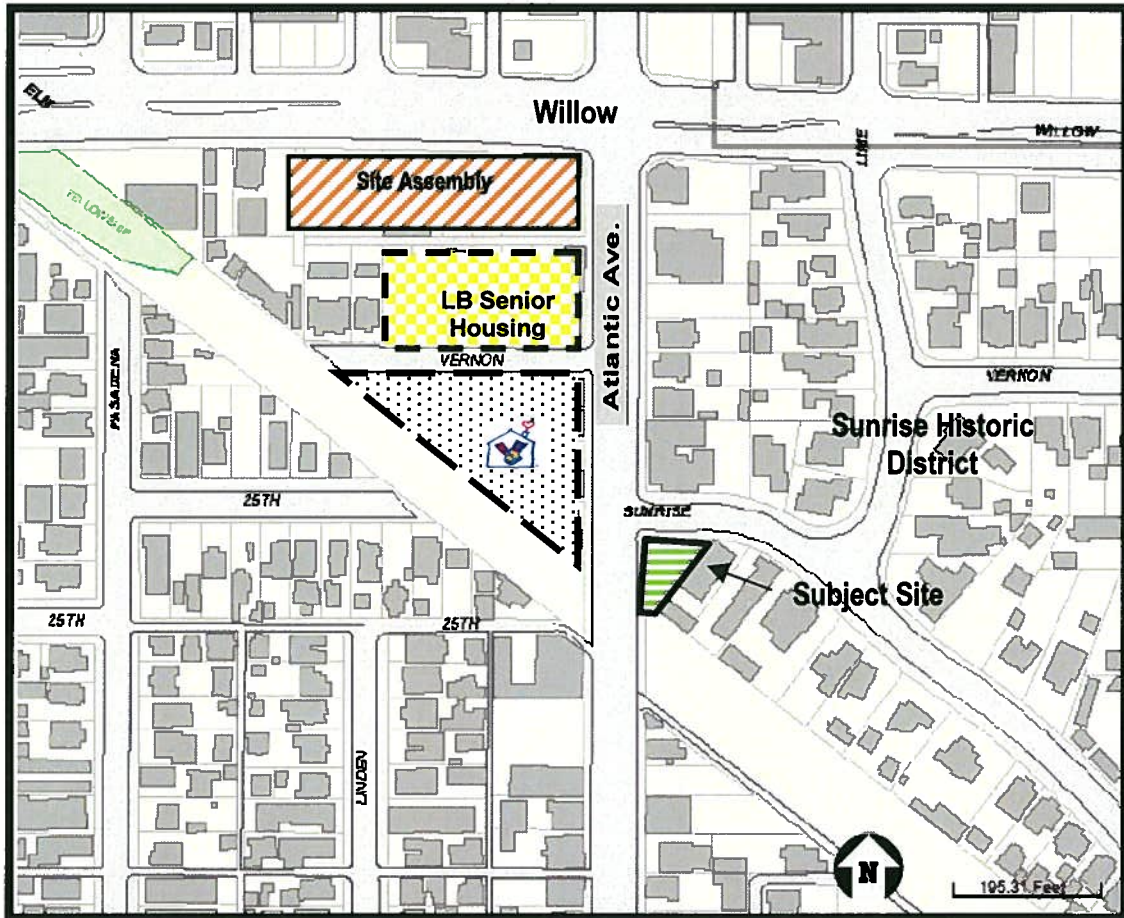 ELM
Willow
LIME
WILLOW
Site Assembly
Atlantic Ave.
LB Senior
Housing
VERNON
VERNON
PASADENA
Sunrise Historic
District
25TH
SUNRISE
Subject Site
25TH
25TH
LINDEN
N
195.31 Feet